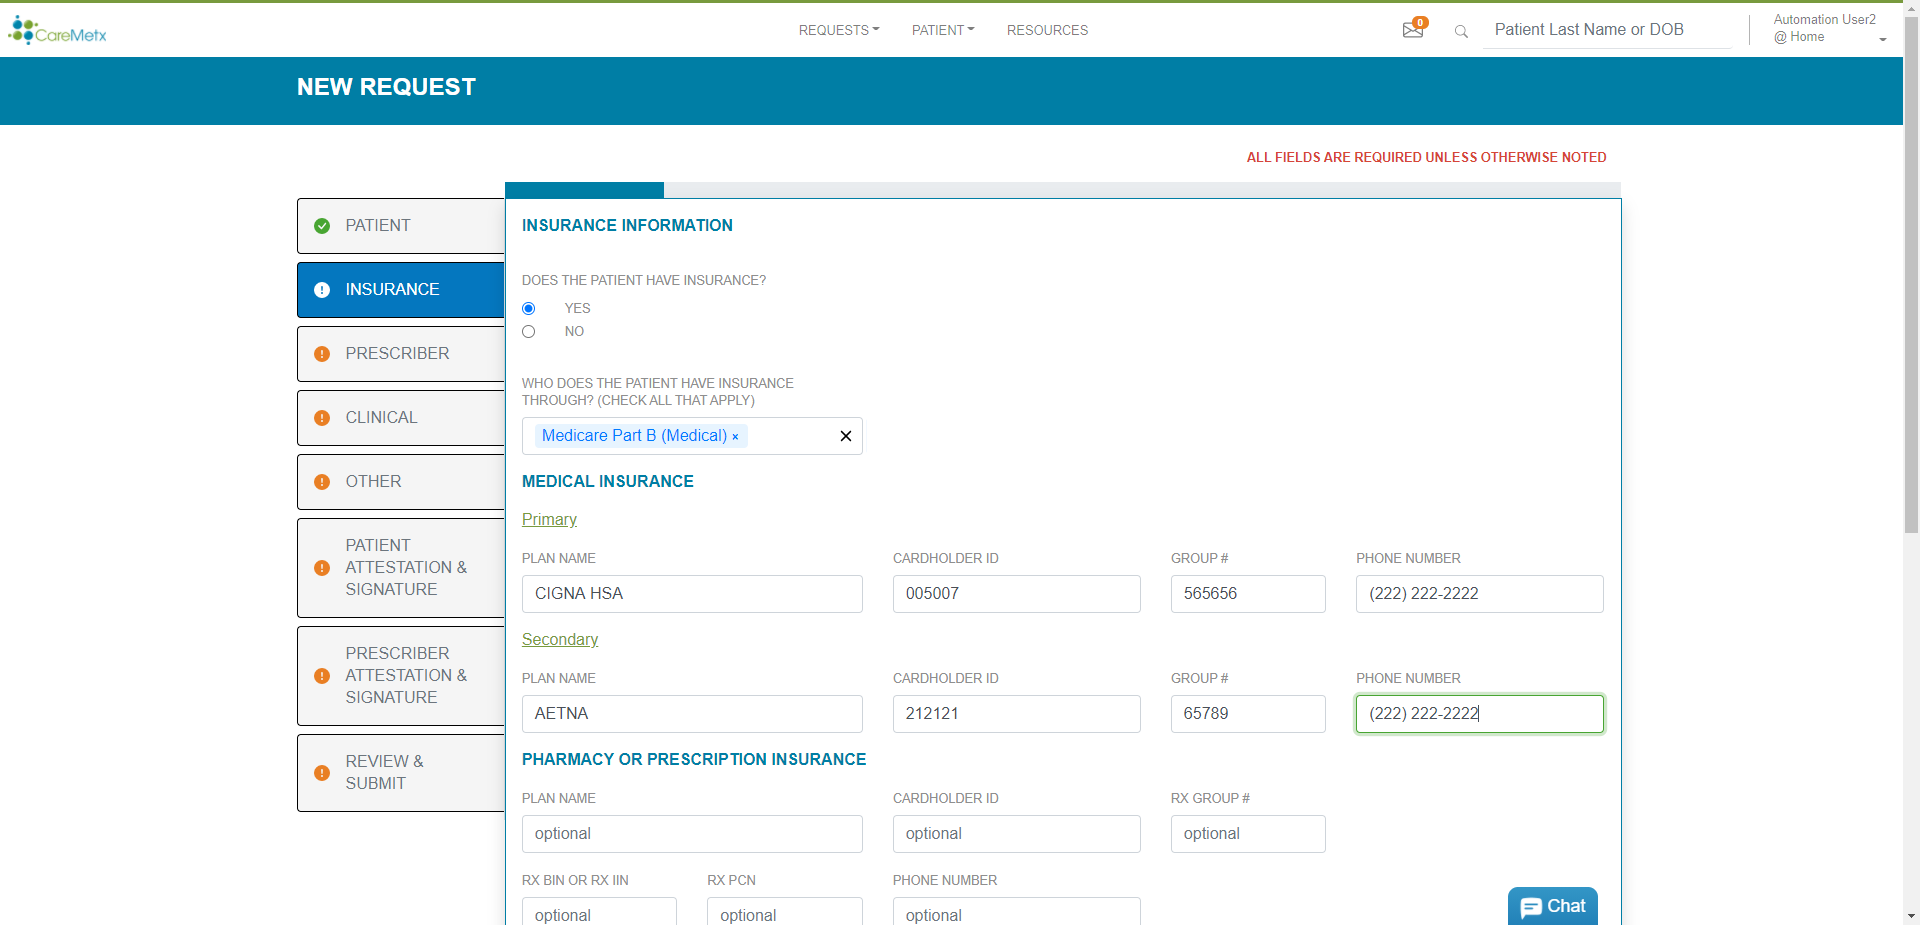 CareMetx
REQUESTS PATIENT RESOURCES
0
Patient Last Name or DOB
Automation User2
@ Home
NEW REQUEST
ALL FIELDS ARE REQUIRED UNLESS OTHERWISE NOTED
PATIENT
INSURANCE
PRESCRIBER
CLINICAL
OTHER
PATIENT
ATTESTATION &
SIGNATURE
PRESCRIBER
ATTESTATION &
SIGNATURE
REVIEW &
SUBMIT
INSURANCE INFORMATION
DOES THE PATIENT HAVE INSURANCE?
YES
NO
WHO DOES THE PATIENT HAVE INSURANCE
THROUGH? (CHECK ALL THAT APPLY)
Medicare Part B (Medical) ×
MEDICAL INSURANCE
Primary
PLAN NAME CARDHOLDER ID GROUP # PHONE NUMBER
CIGNA HSA 005007 565656 (222) 222-2222
Secondary
PLAN NAME CARDHOLDER ID GROUP # PHONE NUMBER
AETNA 212121 65789 (222) 222-2222
PHARMACY OR PRESCRIPTION INSURANCE
PLAN NAME CARDHOLDER ID RX GROUP #
optional optional optional
RX BIN OR RX IIN RX PCN PHONE NUMBER
optional optional optional
Chat